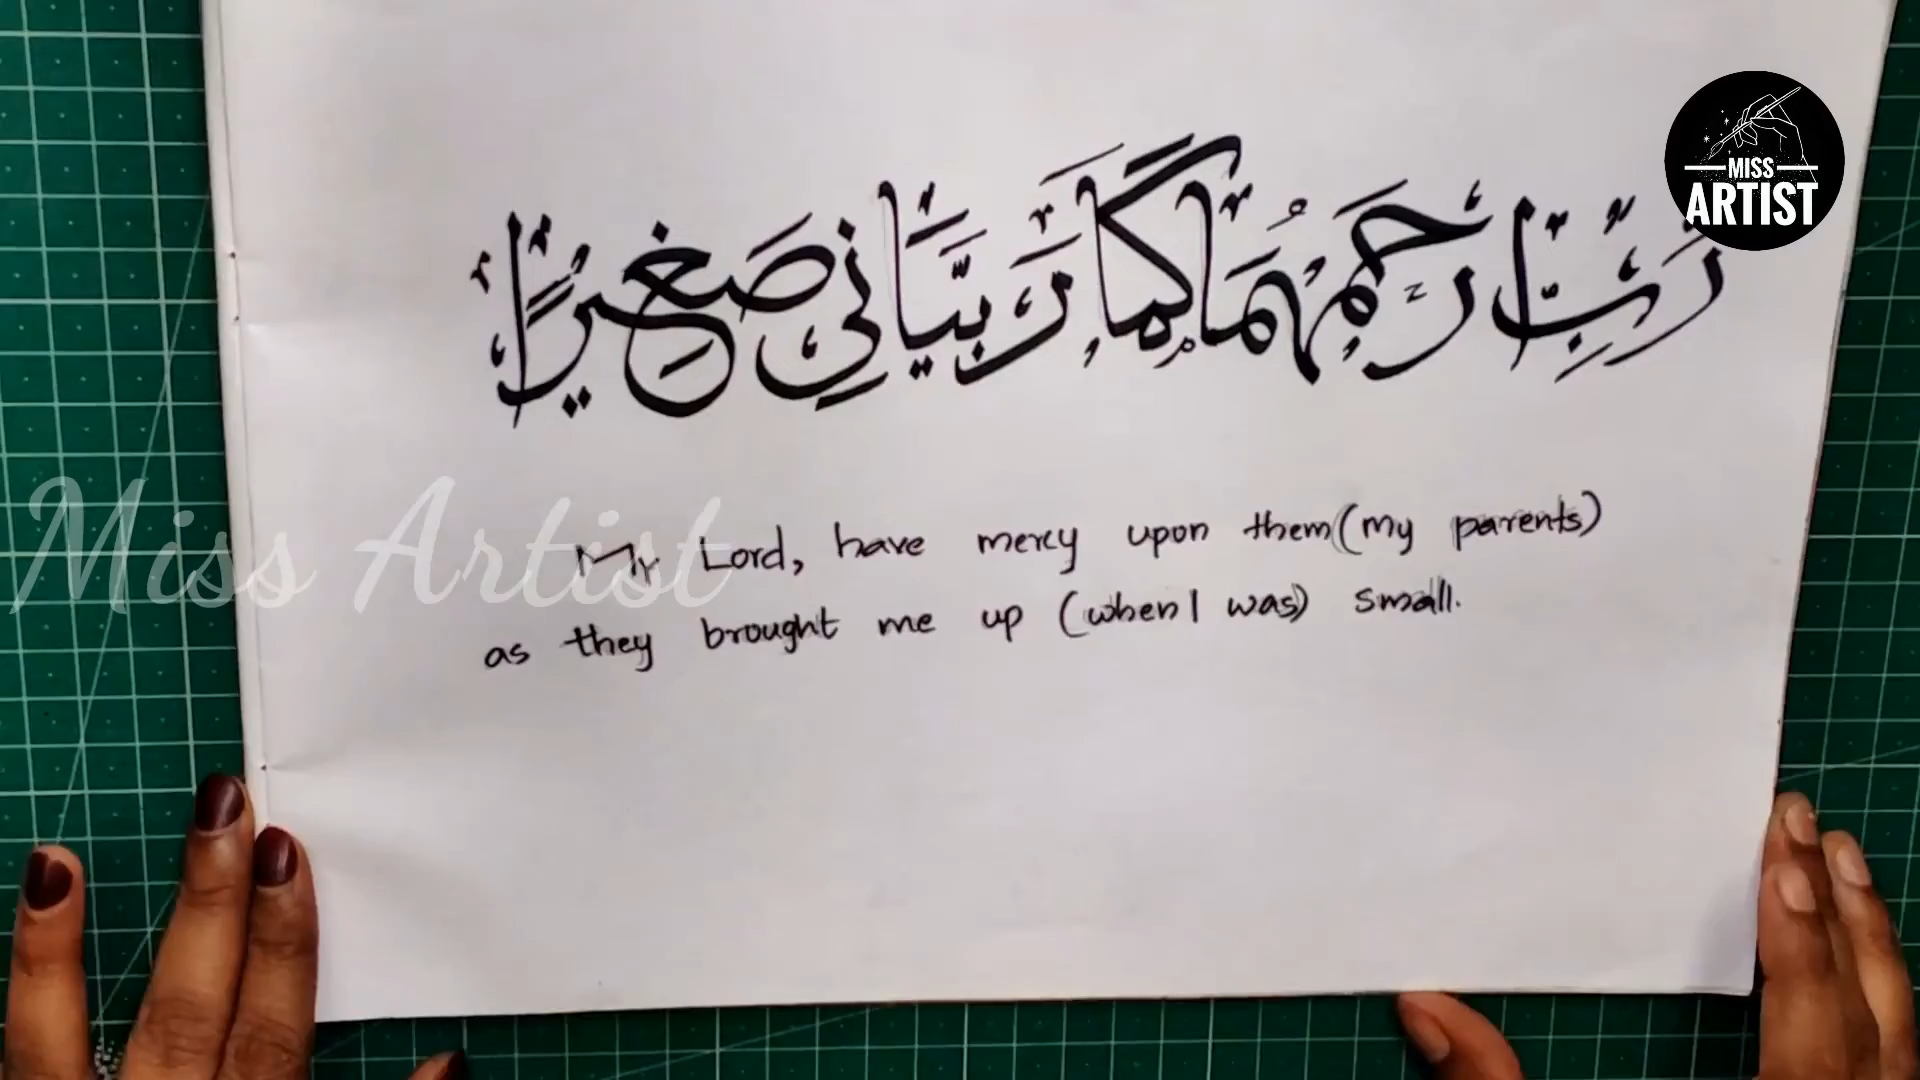 رَبِّ ارْحَمْهُمَا كَمَا رَبَّيَانِي صَغِيرًا
My Lord, have mercy upon them (my parents)
as they brought me up (when I was) small.
MISS
ARTIST
Miss Artist